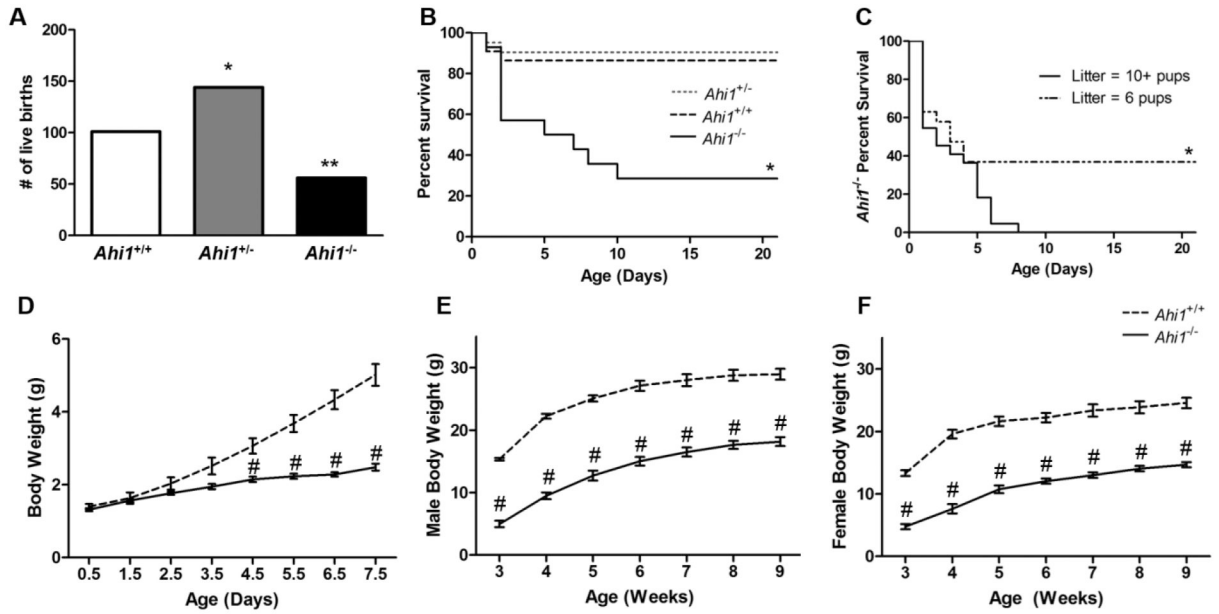 A
# of live births
200
150
100
50
0
*
**
Ahi1+/+
Ahi1+/-
Ahi1-/-
B
Percent survival
100
80
60
40
20
0
Ahi1+/-
Ahi1+/+
Ahi1-/-
*
0 5 10 15 20
Age (Days)
C
Ahi1-/- Percent Survival
100
80
60
40
20
0
Litter = 10+ pups
Litter = 6 pups
*
0 5 10 15 20
Age (Days)
D
Body Weight (g)
6
4
2
0
# # # #
0.5 1.5 2.5 3.5 4.5 5.5 6.5 7.5
Age (Days)
E
Male Body Weight (g)
30
20
10
0
# # # # # # #
3 4 5 6 7 8 9
Age (Weeks)
F
Female Body Weight (g)
30
20
10
0
Ahi1+/+
Ahi1-/-
# # # # # # #
3 4 5 6 7 8 9
Age (Weeks)